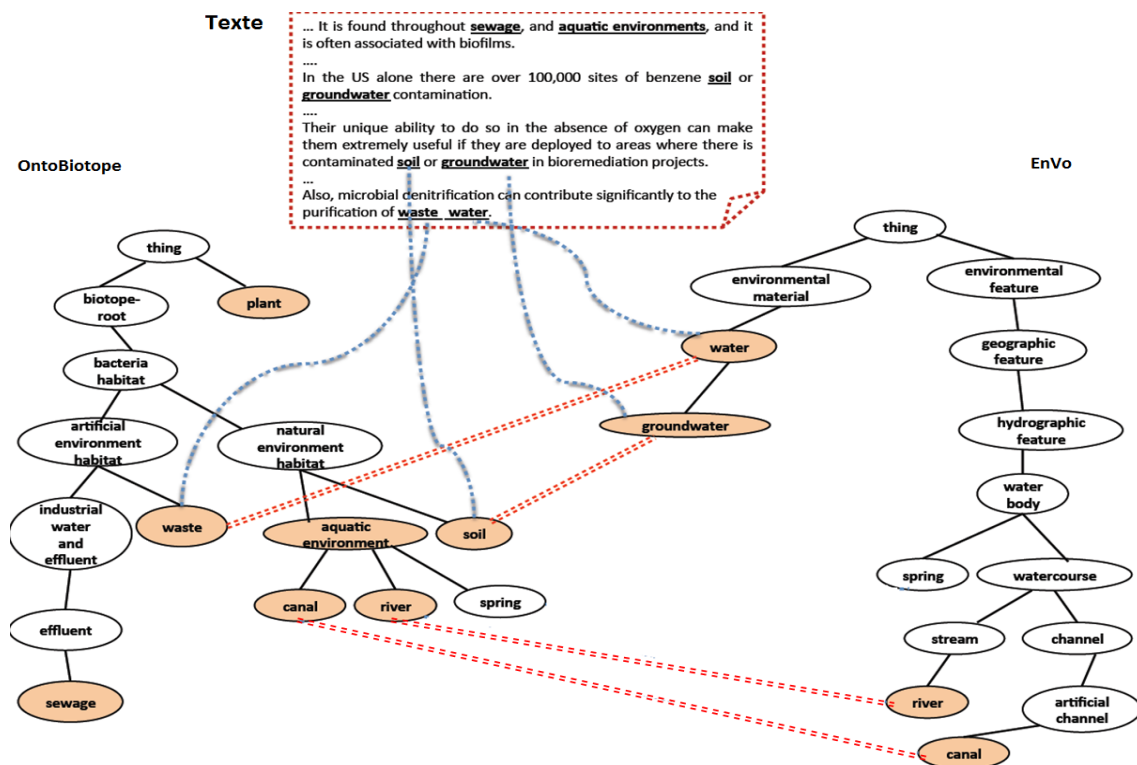 Texte
... It is found throughout sewage, and aquatic environments, and it
is often associated with biofilms.
....
In the US alone there are over 100,000 sites of benzene soil or
groundwater contamination.
....
Their unique ability to do so in the absence of oxygen can make
them extremely useful if they are deployed to areas where there is
contaminated soil or groundwater in bioremediation projects.
...
Also, microbial denitrification can contribute significantly to the
purification of waste water.
OntoBiotope
thing
biotope-
root
plant
bacteria
habitat
artificial
environment
habitat
natural
environment
habitat
industrial
water
and
effluent
waste
aquatic
environment
soil
canal
river
spring
effluent
sewage
EnVo
thing
environmental
material
environmental
feature
water
geographic
feature
groundwater
hydrographic
feature
water
body
spring
watercourse
stream
channel
river
artificial
channel
canal